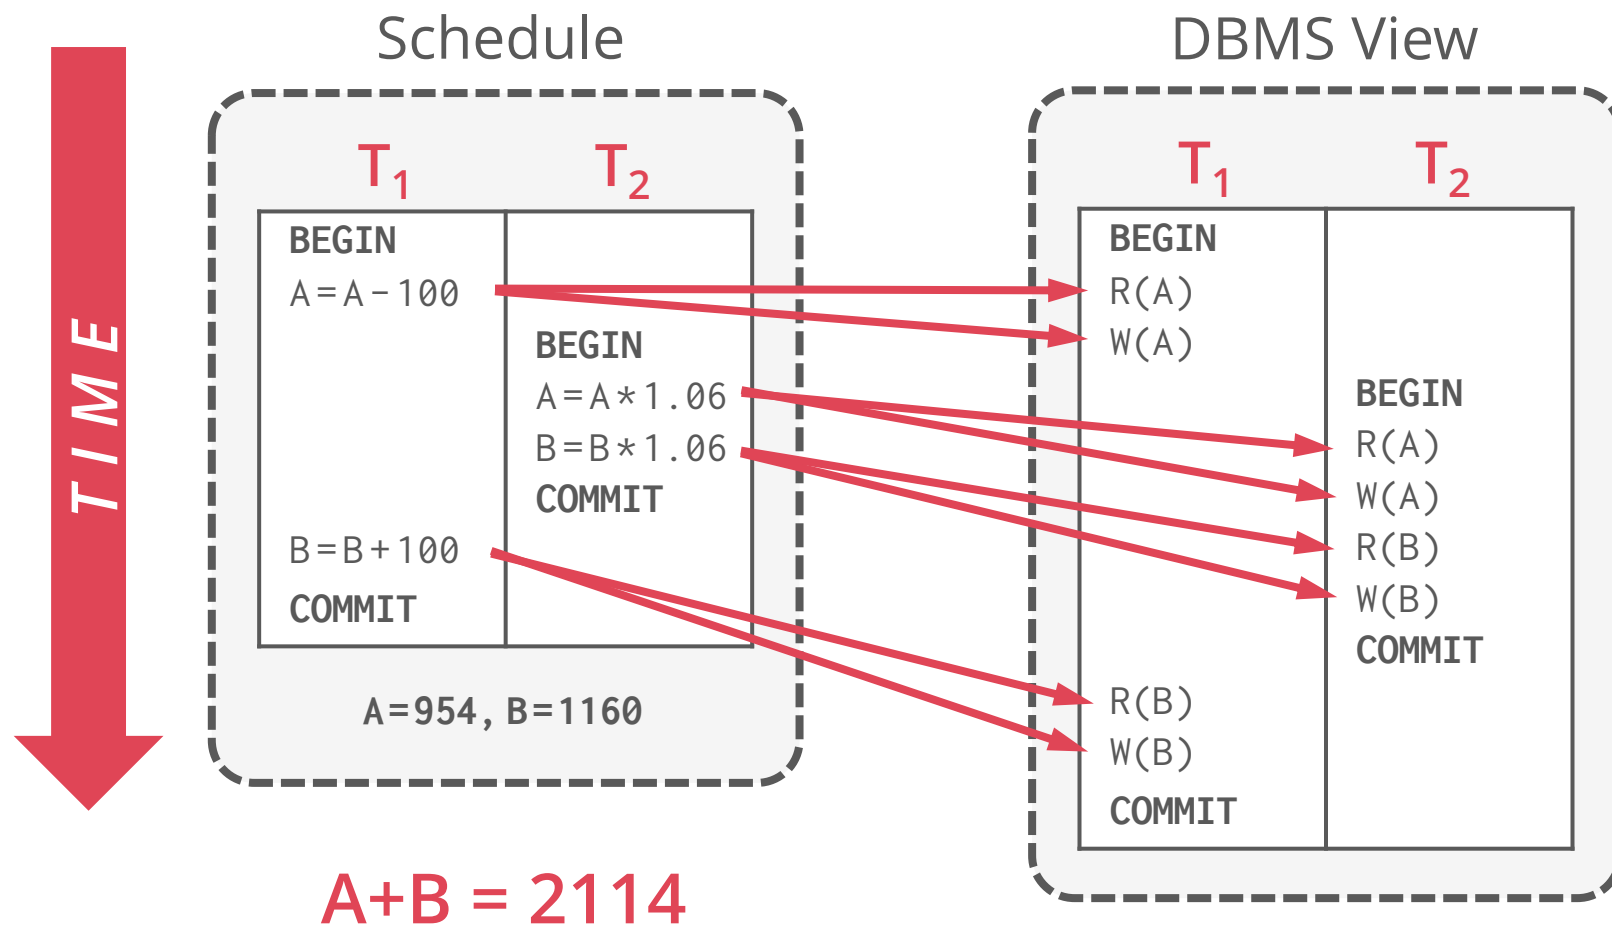 Schedule
DBMS View
TIME
T1 T2
BEGIN
A=A-100
BEGIN
A=A*1.06
B=B*1.06
COMMIT
B=B+100
COMMIT
A=954, B=1160
A+B = 2114
T1 T2
BEGIN
R(A)
W(A)
BEGIN
R(A)
W(A)
R(B)
W(B)
COMMIT
R(B)
W(B)
COMMIT